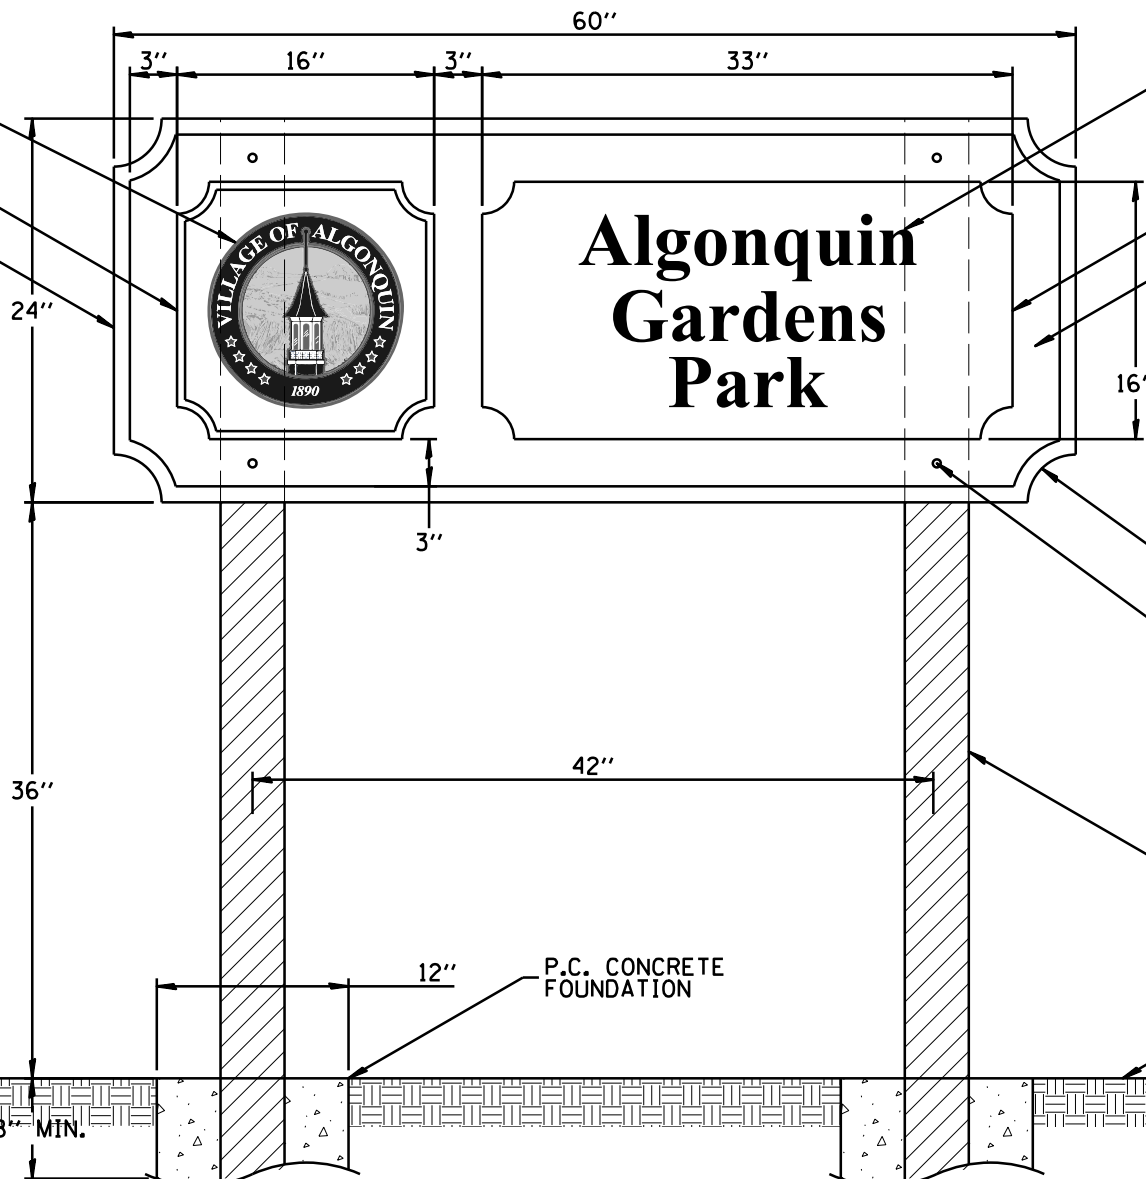 60''
3'' 16'' 3'' 33''
VILLAGE OF ALGONQUIN
1890
Algonquin
Gardens
Park
24''
16''
3''
36''
42''
12''
P.C. CONCRETE
FOUNDATION
MIN.